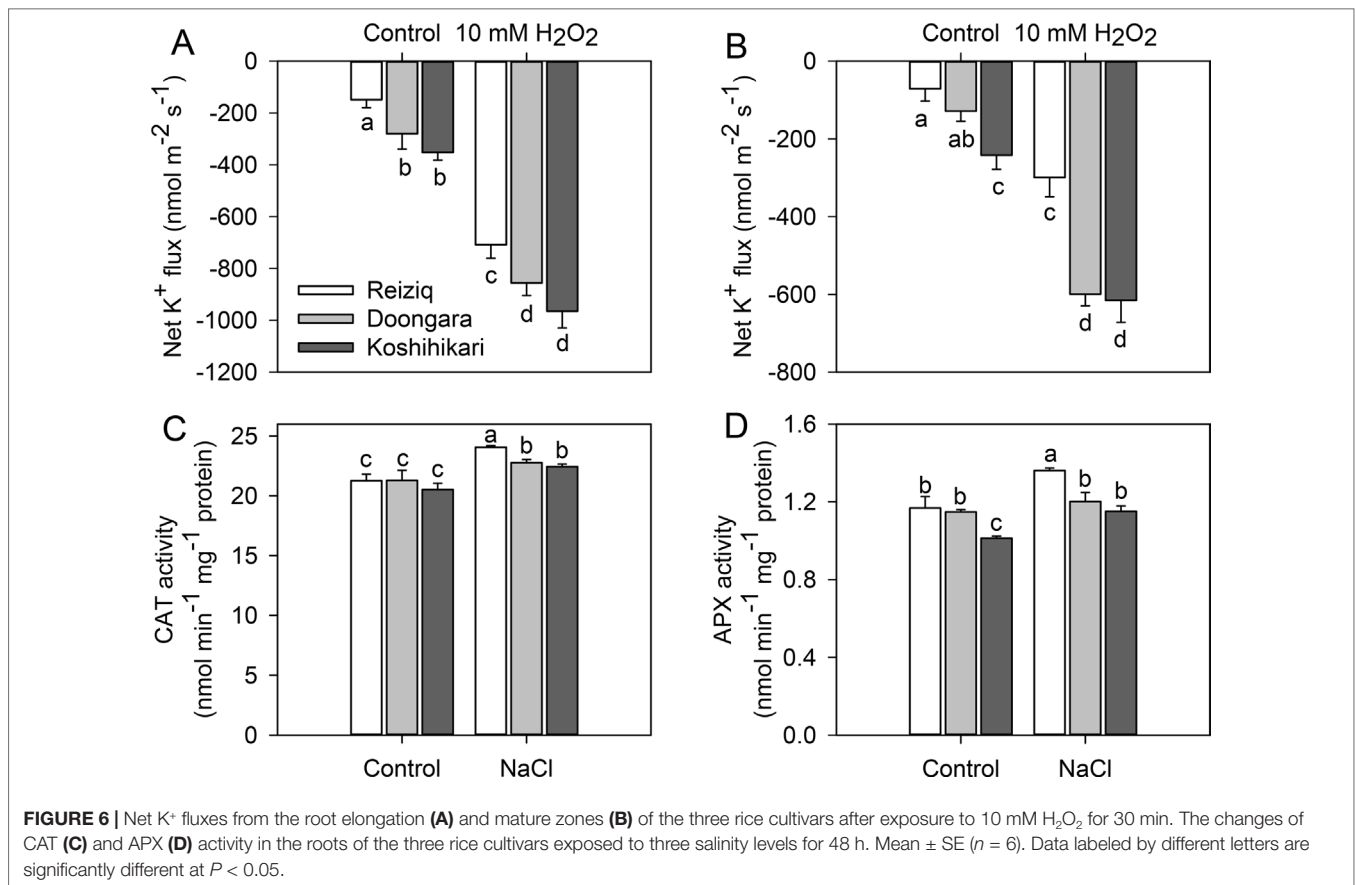 A
Control 10 mM H₂O₂
Net K⁺ flux (nmol m⁻² s⁻¹)
0
-200
-400
-600
-800
-1000
-1200
a
b
b
c
d
d
Reiziq
Doongara
Koshihikari
B
Control 10 mM H₂O₂
Net K⁺ flux (nmol m⁻² s⁻¹)
0
-200
-400
-600
-800
a
ab
c
c
d
d
C
CAT activity
(nmol min⁻¹ mg⁻¹ protein)
25
20
15
10
5
0
c
c
c
a
b
b
Control NaCl
D
APX activity
(nmol min⁻¹ mg⁻¹ protein)
1.6
1.2
0.8
0.4
0.0
b
b
c
a
b
b
Control NaCl
FIGURE 6 | Net K⁺ fluxes from the root elongation (A) and mature zones (B) of the three rice cultivars after exposure to 10 mM H₂O₂ for 30 min. The changes of
CAT (C) and APX (D) activity in the roots of the three rice cultivars exposed to three salinity levels for 48 h. Mean ± SE (n = 6). Data labeled by different letters are
significantly different at P < 0.05.